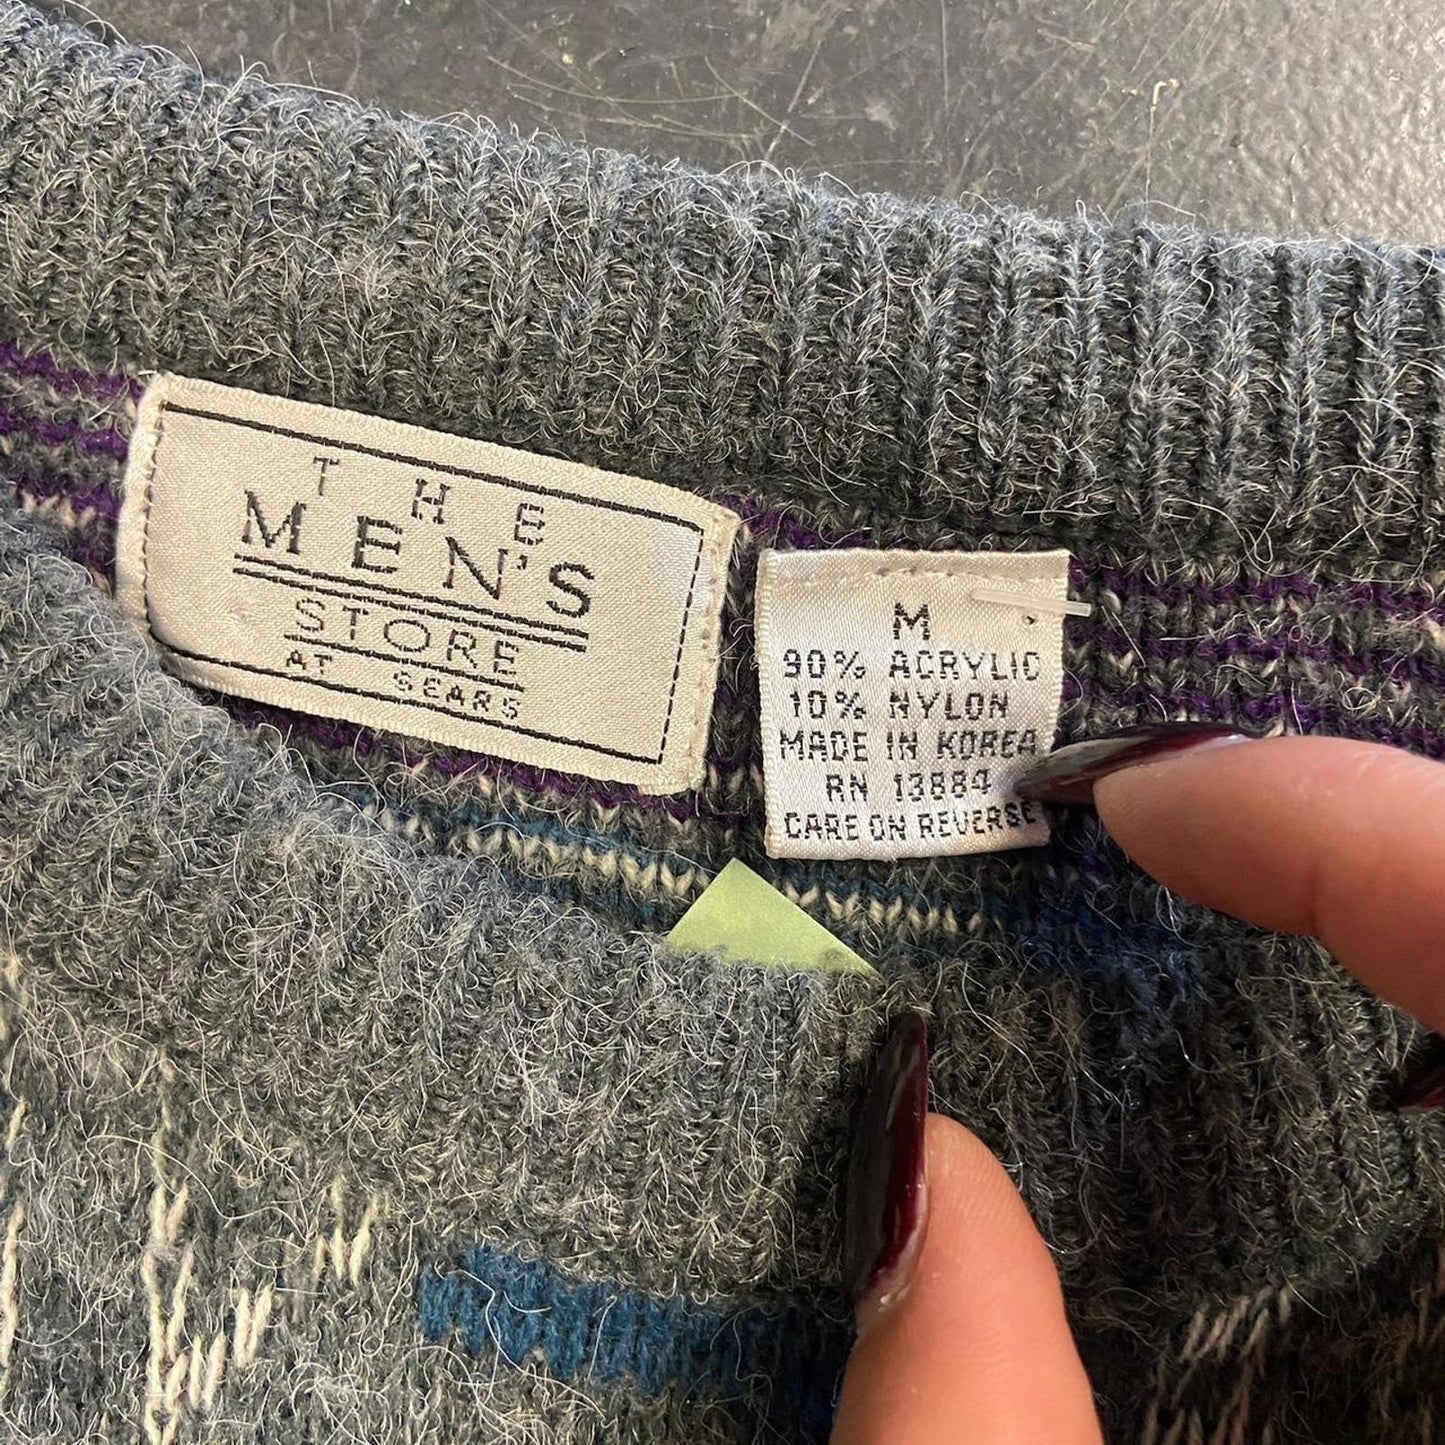 THE
MEN'S
STORE
AT SEARS
M
90% ACRYLIC
10% NYLON
MADE IN KOREA
RN 13884
CARE ON REVERSE